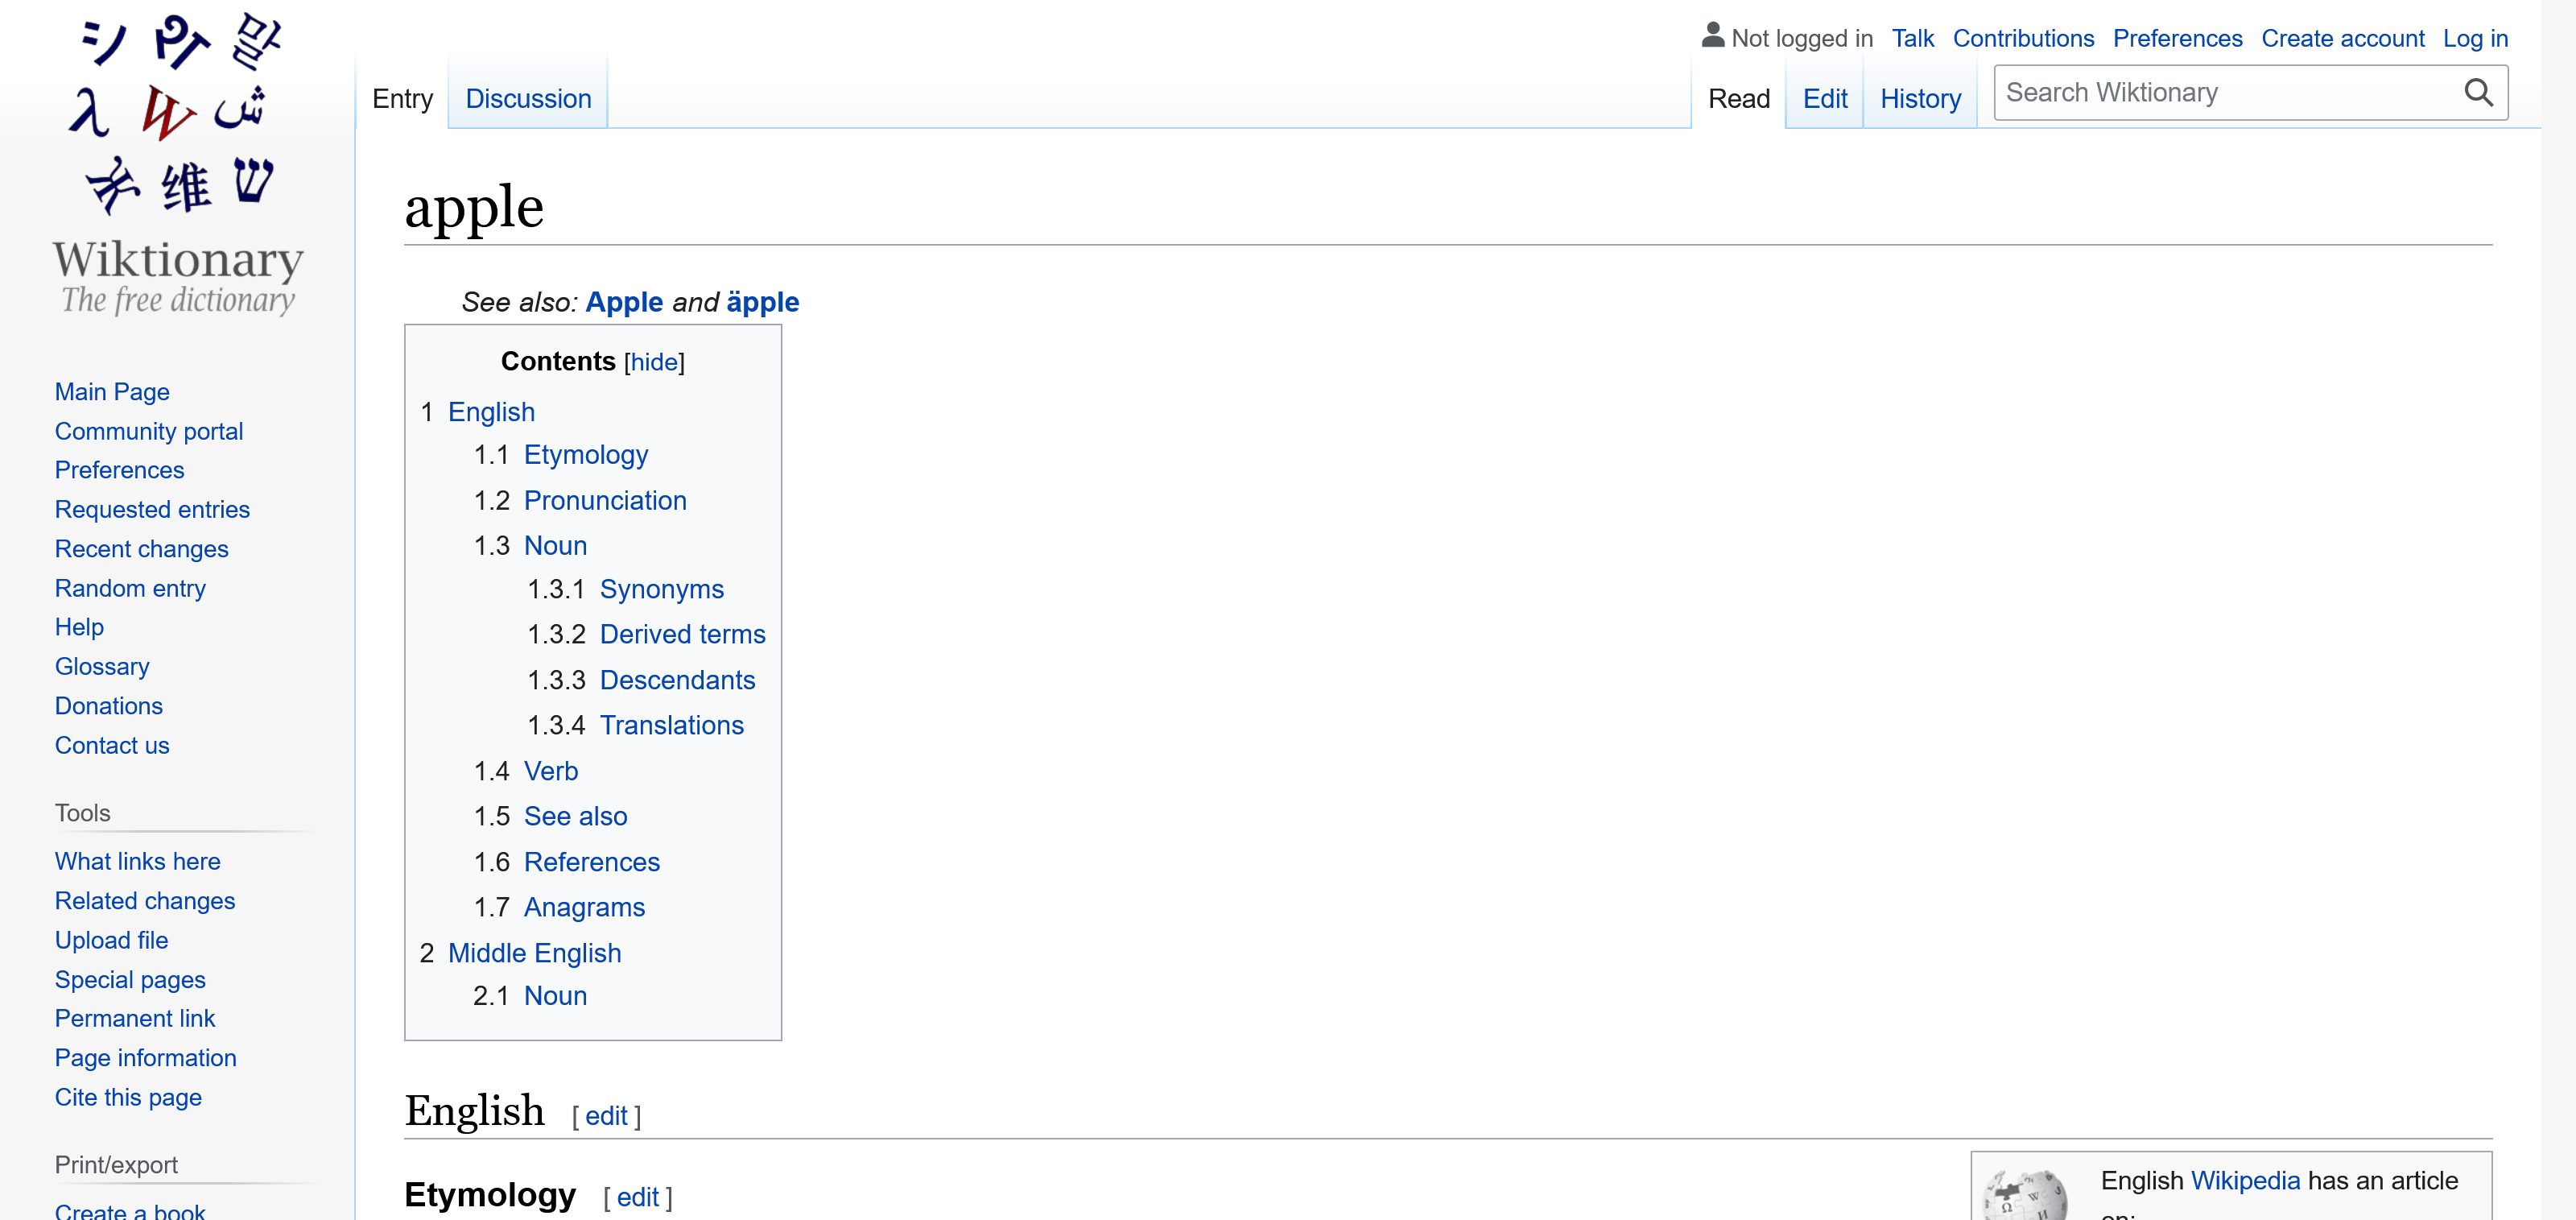 シ わ 말
λ W ش
维 ש
Wiktionary
The free dictionary
Main Page
Community portal
Preferences
Requested entries
Recent changes
Random entry
Help
Glossary
Donations
Contact us
Tools
What links here
Related changes
Upload file
Special pages
Permanent link
Page information
Cite this page
Print/export
Create a book
Not logged in Talk Contributions Preferences Create account Log in
Entry Discussion Read Edit History Search Wiktionary
apple
See also: Apple and äpple
Contents [hide]
1 English
1.1 Etymology
1.2 Pronunciation
1.3 Noun
1.3.1 Synonyms
1.3.2 Derived terms
1.3.3 Descendants
1.3.4 Translations
1.4 Verb
1.5 See also
1.6 References
1.7 Anagrams
2 Middle English
2.1 Noun
English [ edit ]
Etymology [ edit ]
English Wikipedia has an article
on: